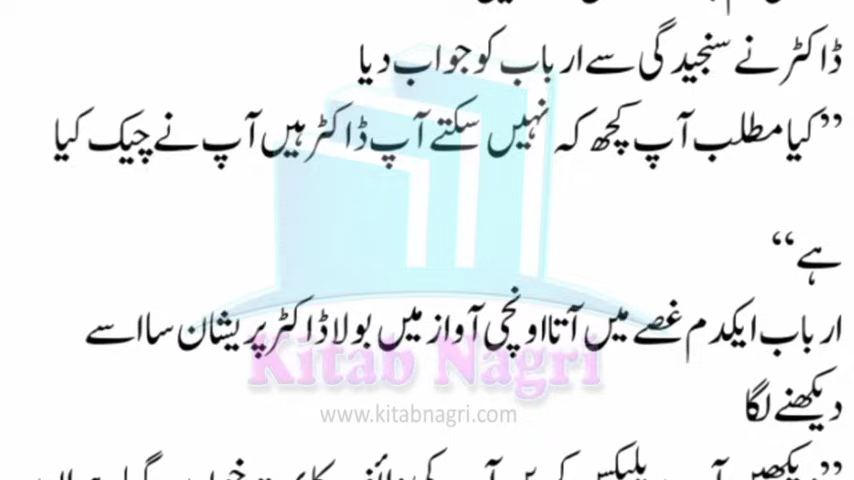 ڈاکٹر نے سنجیدگی سے ارباب کو جواب دیا
”کیا مطلب آپ کچھ کہ نہیں سکتے آپ ڈاکٹر ہیں آپ نے چیک کیا
ہے“
ارباب ایکدم غصے میں آتا اونچی آواز میں بولا ڈاکٹر پریشان سا اسے
Kitab Nagri
دیکھنے لگا
www.kitabnagri.com